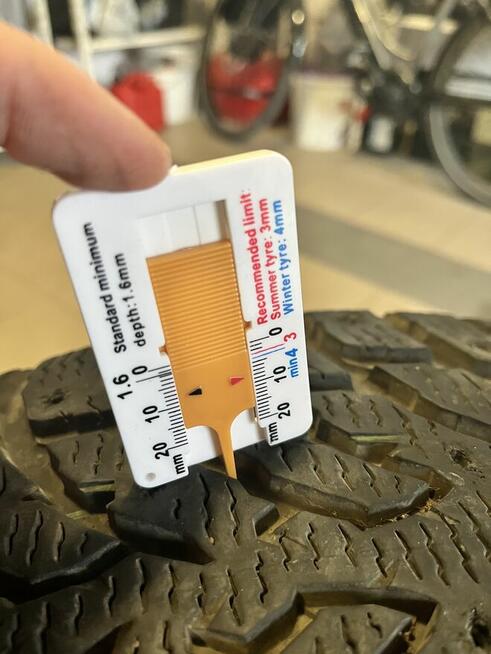 Standard minimum
depth:1.6mm
1.6
0
10
20
mm
Recommended limit:
Summer tyre: 3mm
Winter tyre: 4mm
0
3
min4
10
20
mm